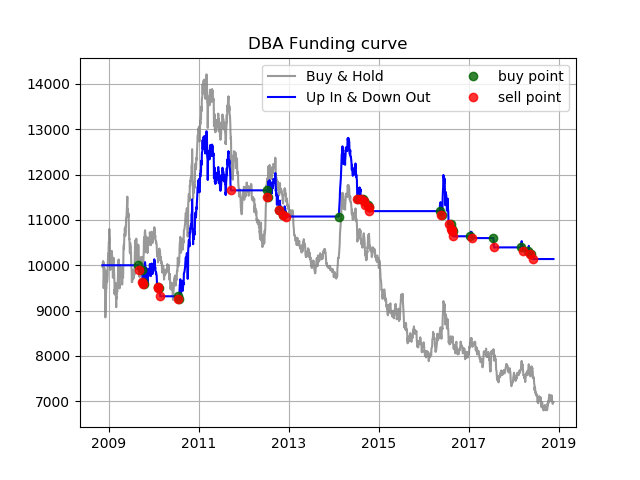 DBA Funding curve
Buy & Hold
Up In & Down Out
buy point
sell point
14000
13000
12000
11000
10000
9000
8000
7000
2009 2011 2013 2015 2017 2019